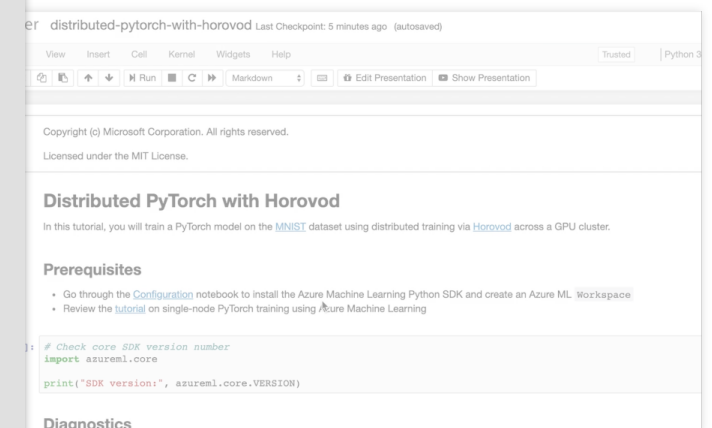 er distributed-pytorch-with-horovod Last Checkpoint: 5 minutes ago (autosaved)
View Insert Cell Kernel Widgets Help Trusted Python 3
Run Markdown Edit Presentation Show Presentation
Copyright (c) Microsoft Corporation. All rights reserved.
Licensed under the MIT License.
Distributed PyTorch with Horovod
In this tutorial, you will train a PyTorch model on the MNIST dataset using distributed training via Horovod across a GPU cluster.
Prerequisites
• Go through the Configuration notebook to install the Azure Machine Learning Python SDK and create an Azure ML Workspace
• Review the tutorial on single-node PyTorch training using Azure Machine Learning
]: # Check core SDK version number
import azureml.core
print("SDK version:", azureml.core.VERSION)
Diagnostics